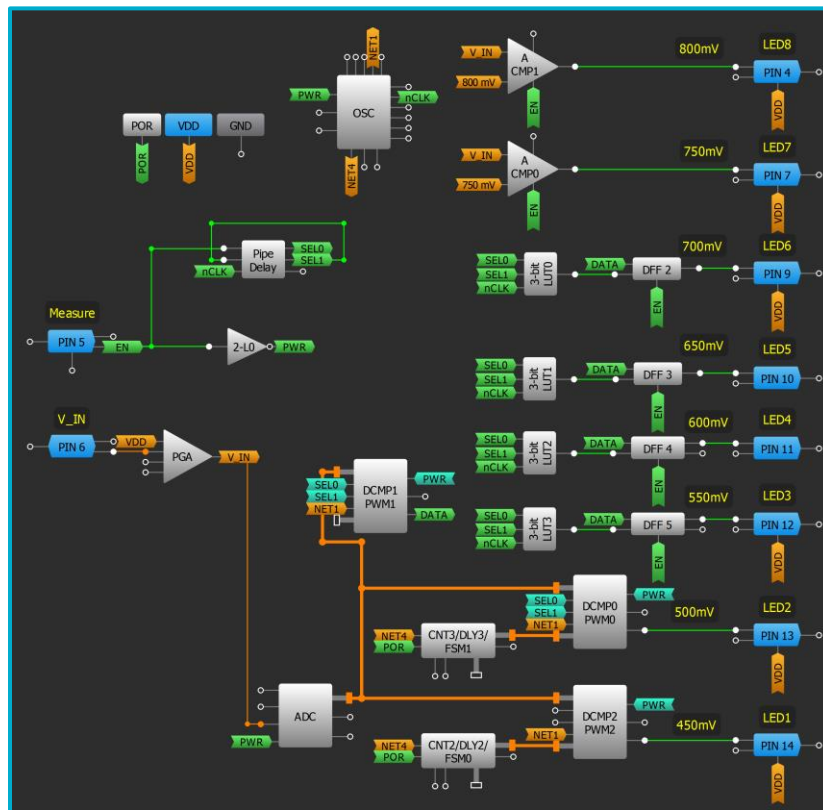 NET1
PWR
OSC
nCLK
NET4
POR
VDD
GND
POR
VDD
V_IN
800 mV
A
CMP1
EN
800mV
LED8
PIN 4
VDD
V_IN
750 mV
A
CMP0
EN
750mV
LED7
PIN 7
VDD
Pipe
Delay
nCLK
SEL0
SEL1
Measure
PIN 5
EN
2-L0
PWR
SEL0
SEL1
nCLK
3-bit
LUT0
DATA
DFF 2
EN
700mV
LED6
PIN 9
VDD
SEL0
SEL1
nCLK
3-bit
LUT1
DATA
DFF 3
EN
650mV
LED5
PIN 10
V_IN
PIN 6
VDD
PGA
V_IN
SEL0
SEL1
nCLK
3-bit
LUT2
DATA
DFF 4
EN
600mV
LED4
PIN 11
SEL0
SEL1
NET1
DCMP1
PWM1
PWR
DATA
SEL0
SEL1
nCLK
3-bit
LUT3
DATA
DFF 5
EN
550mV
LED3
PIN 12
VDD
NET4
POR
CNT3/DLY3/
FSM1
SEL0
SEL1
NET1
DCMP0
PWM0
PWR
500mV
LED2
PIN 13
VDD
PWR
ADC
NET4
POR
CNT2/DLY2/
FSM0
NET1
DCMP2
PWM2
PWR
450mV
LED1
PIN 14
VDD